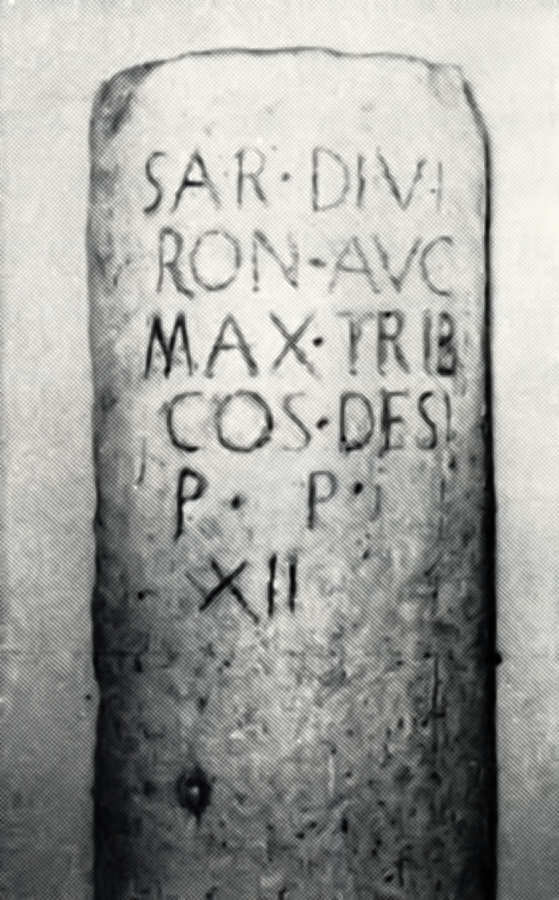 SAR · DIVI
RON · AVG
MAX · TRIB
COS · DESI
P · P ·
XII